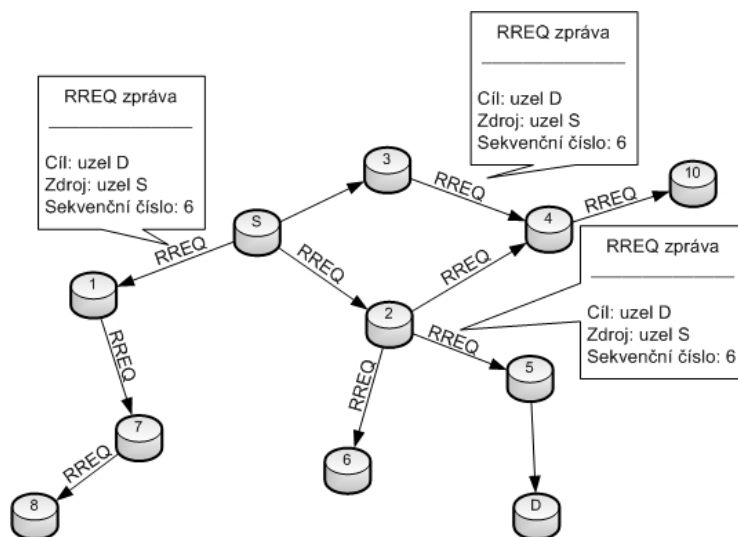 RREQ zpráva
Cíl: uzel D
Zdroj: uzel S
Sekvenční číslo: 6
RREQ zpráva
Cíl: uzel D
Zdroj: uzel S
Sekvenční číslo: 6
3
RREQ
10
RREQ
4
S
RREQ
RREQ
RREQ
RREQ zpráva
Cíl: uzel D
Zdroj: uzel S
Sekvenční číslo: 6
1
2
RREQ
5
RREQ
RREQ
7
RREQ
6
8
D